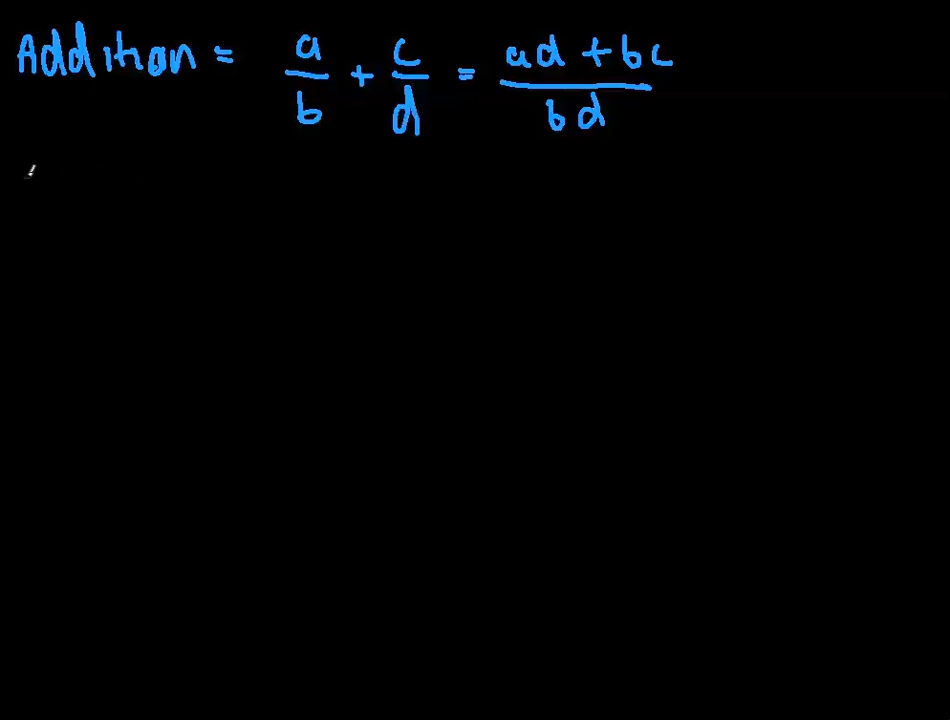 Addition = a/b + c/d = ad + bc/bd